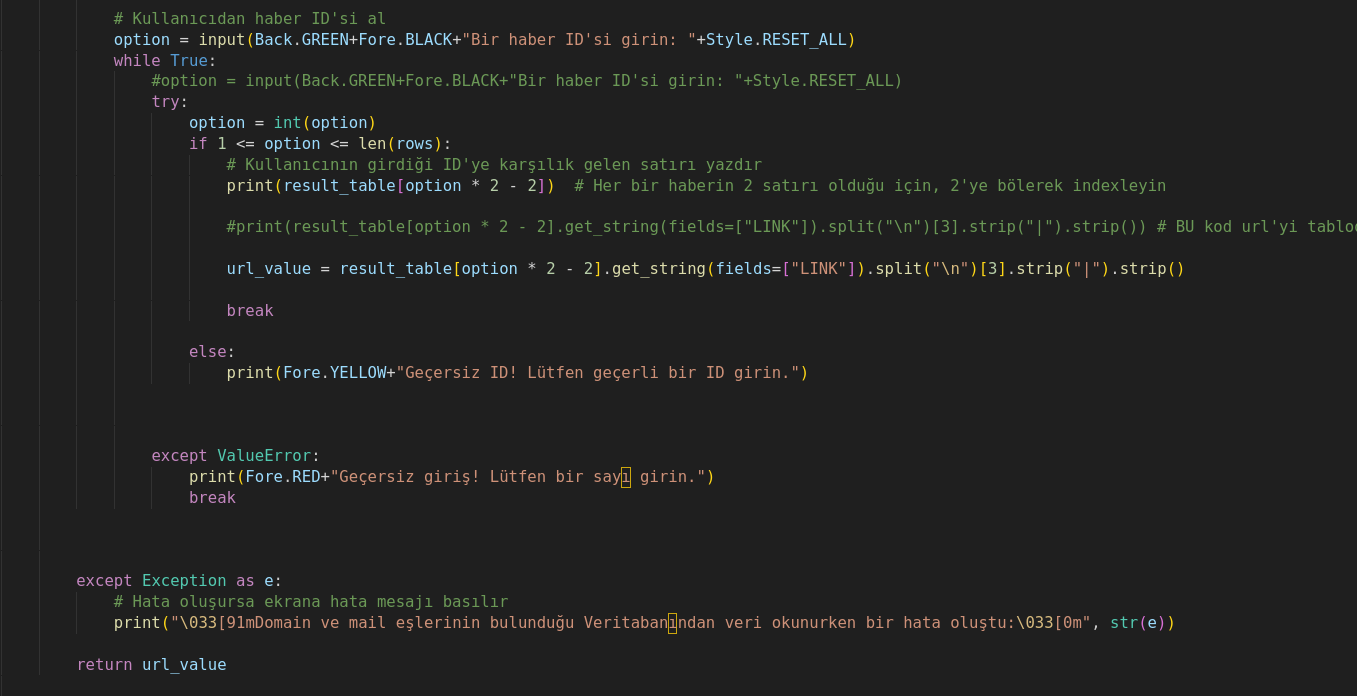 # Kullanıcıdan haber ID'si al
option = input(Back.GREEN+Fore.BLACK+"Bir haber ID'si girin: "+Style.RESET_ALL)
while True:
#option = input(Back.GREEN+Fore.BLACK+"Bir haber ID'si girin: "+Style.RESET_ALL)
try:
option = int(option)
if 1 <= option <= len(rows):
# Kullanıcının girdiği ID'ye karşılık gelen satırı yazdır
print(result_table[option * 2 - 2])  # Her bir haberin 2 satırı olduğu için, 2'ye bölerek indexleyin
#print(result_table[option * 2 - 2].get_string(fields=["LINK"]).split("\n")[3].strip("|").strip()) # BU kod url'yi
url_value = result_table[option * 2 - 2].get_string(fields=["LINK"]).split("\n")[3].strip("|").strip()
break
else:
print(Fore.YELLOW+"Geçersiz ID! Lütfen geçerli bir ID girin.")
except ValueError:
print(Fore.RED+"Geçersiz giriş! Lütfen bir sayı girin.")
break
except Exception as e:
# Hata oluşursa ekrana hata mesajı basılır
print("\033[91mDomain ve mail eşlerinin bulunduğu Veritabanından veri okunurken bir hata oluştu:\033[0m", str(e))
return url_value